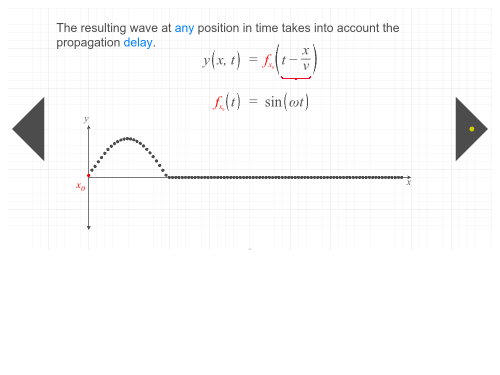 The resulting wave at any position in time takes into account the
propagation delay.
y(x, t) = fₓ₀(t − x/v)
fₓ₀(t) = sin(ωt)
y
x₀
x